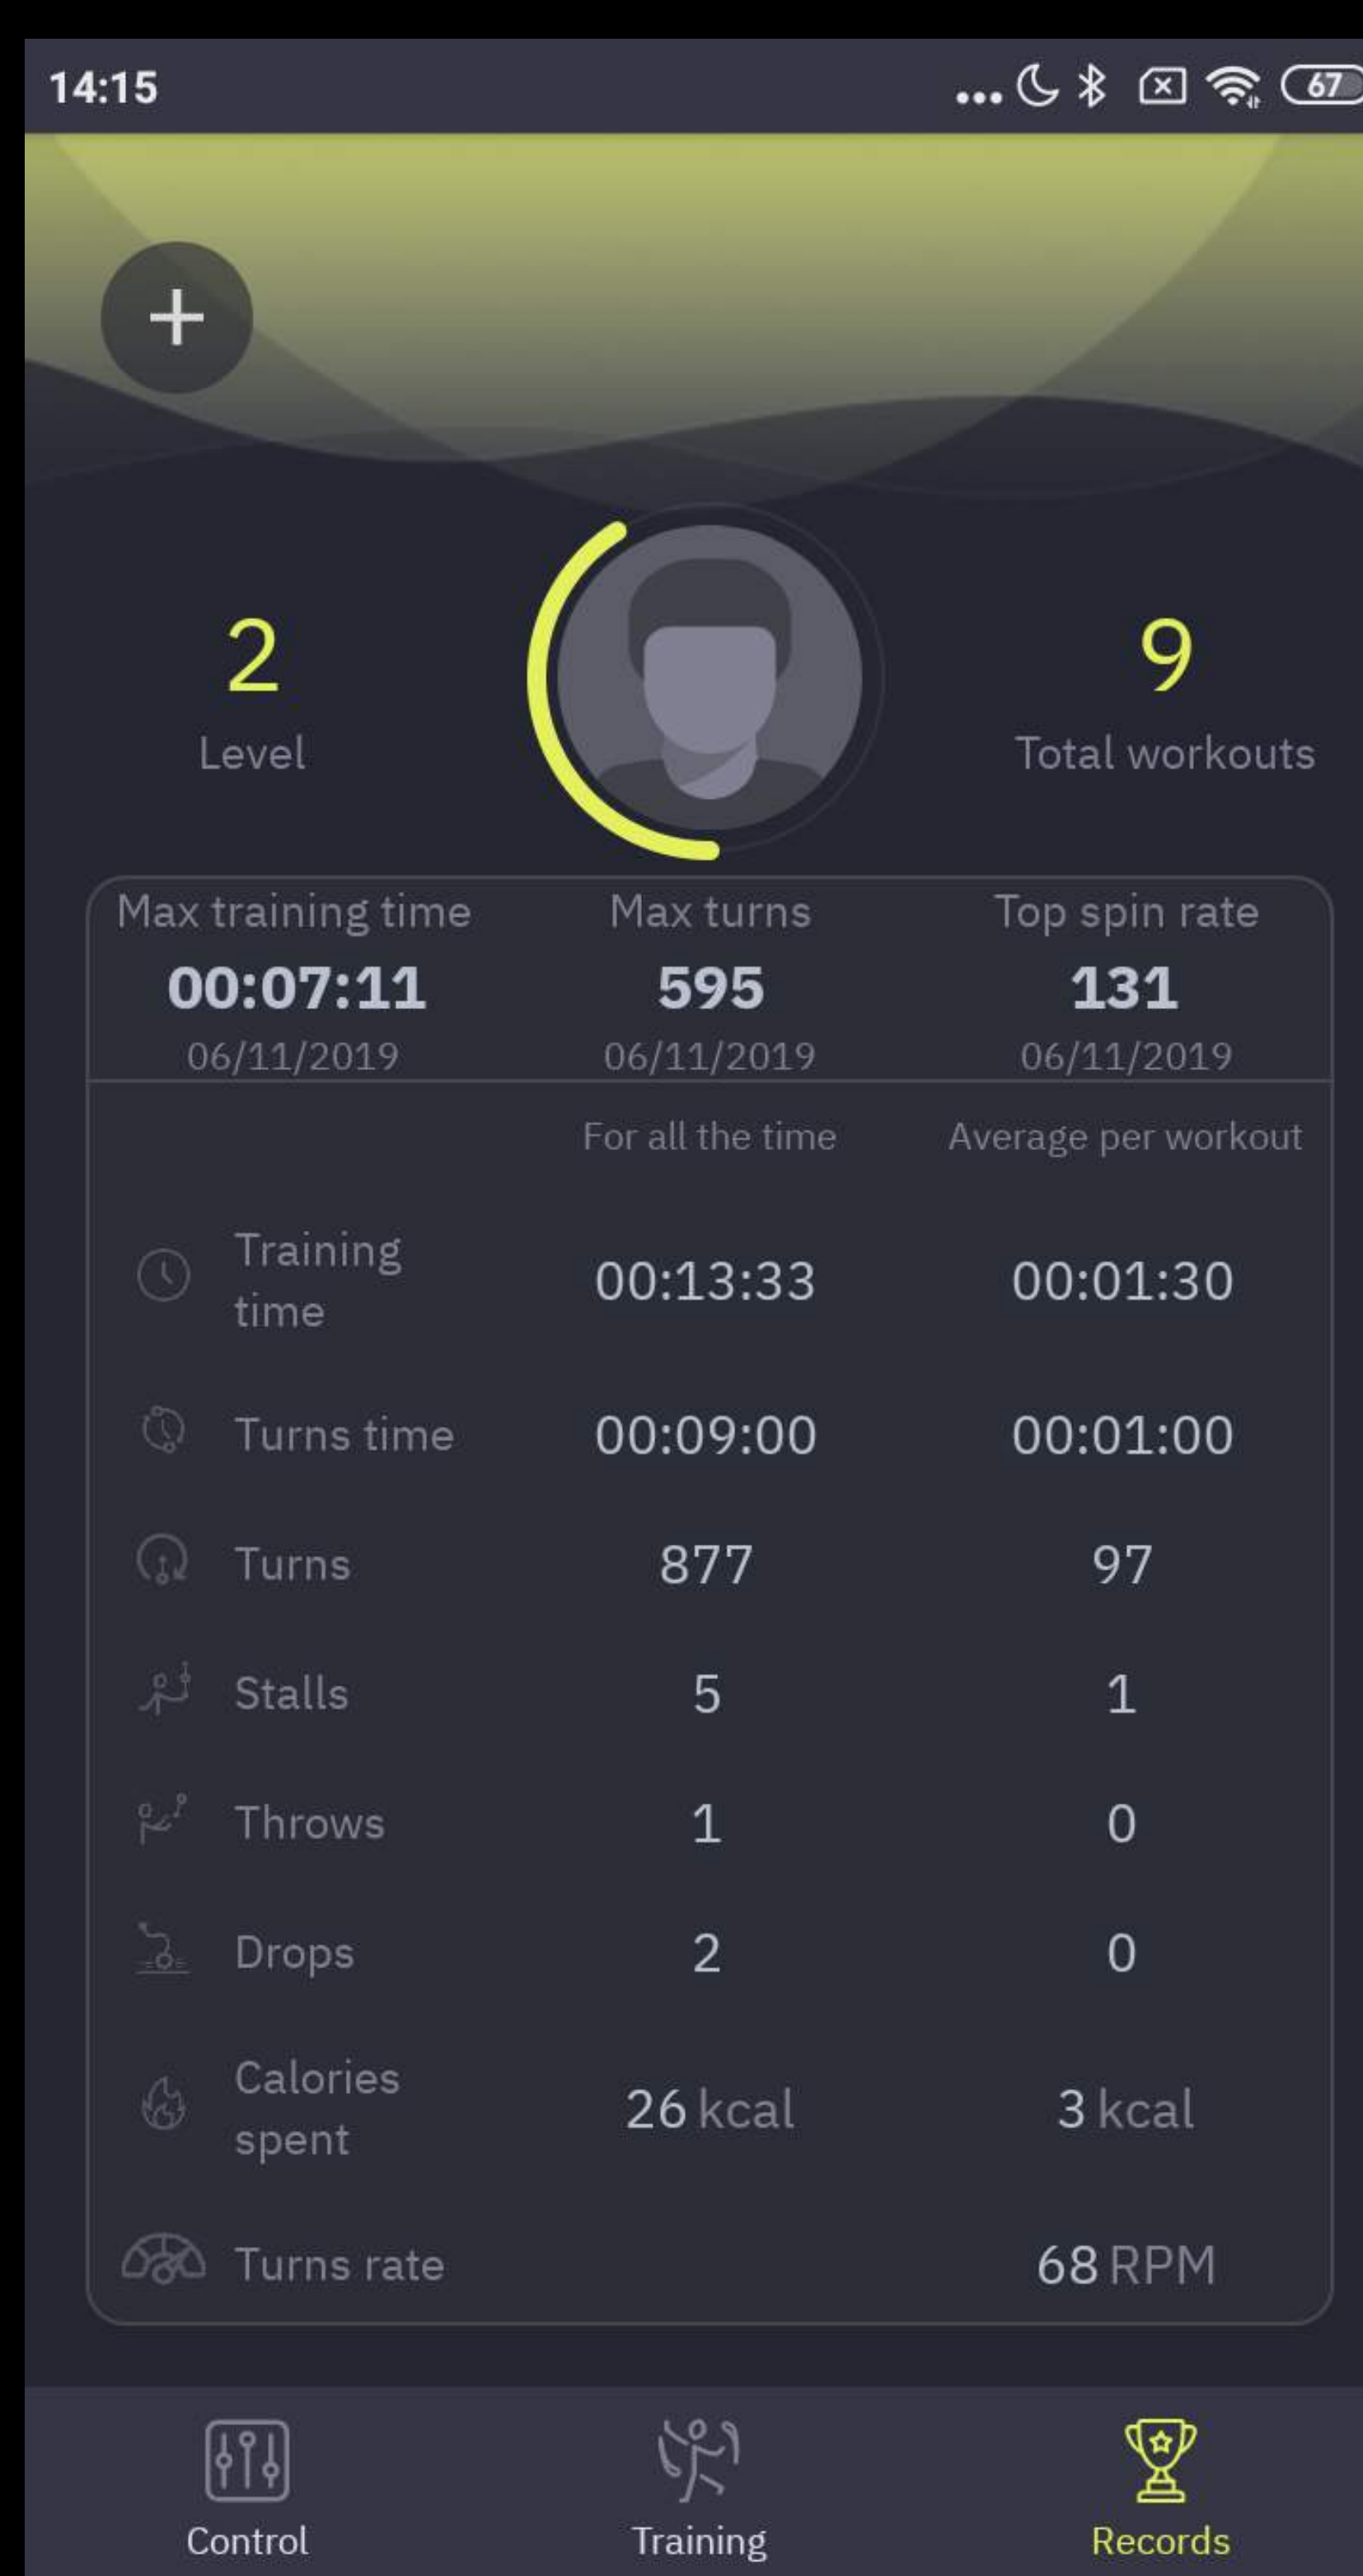 14:15
67
2
Level
9
Total workouts
Max training time
Max turns
Top spin rate
00:07:11
595
131
06/11/2019
06/11/2019
06/11/2019
For all the time
Average per workout
Training
time
00:13:33
00:01:30
Turns time
00:09:00
00:01:00
Turns
877
97
Stalls
5
1
Throws
1
0
Drops
2
0
Calories
spent
26 kcal
3 kcal
Turns rate
68 RPM
Control
Training
Records